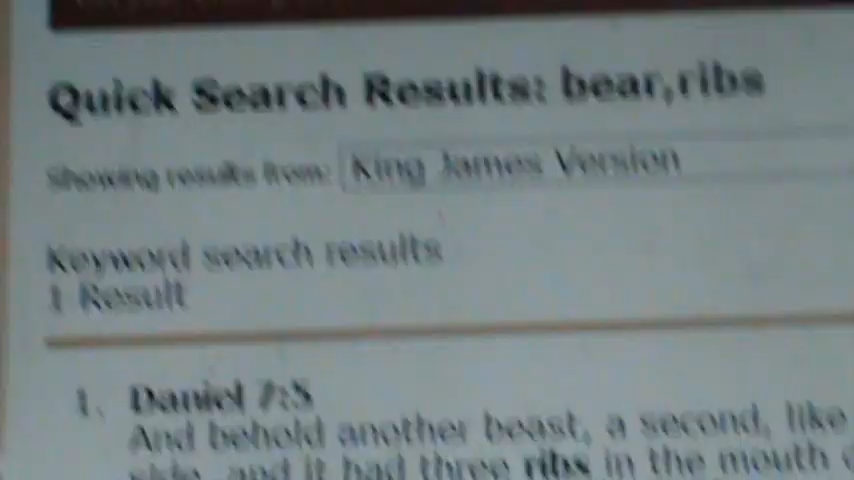 Quick Search Results: bear,ribs
Showing results from: King James Version
Keyword search results
1 Result
1. Daniel 7:5
And behold another beast, a second, like
side, and it had three ribs in the mouth